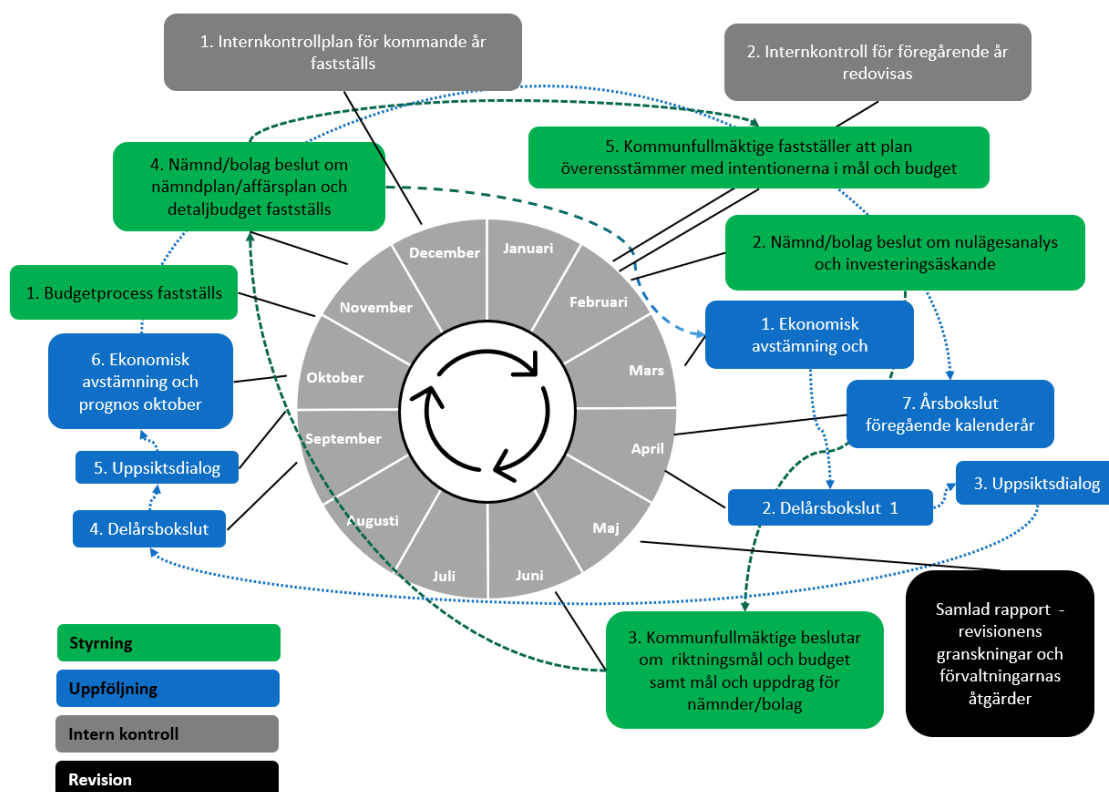 1. Internkontrollplan för kommande år
fastställs
2. Internkontroll för föregårende år
redovisas
4. Nämnd/bolag beslut om
nämndplan/affärsplan och
detaljbudget fastställs
5. Kommunfullmäktige fastställer att plan
överensstämmer med intentionerna i mål och budget
2. Nämnd/bolag beslut om nulägesanalys
och investeringsäskande
1. Budgetprocess fastställs
1. Ekonomisk
avstämning och
6. Ekonomisk
avstämning och
prognos oktober
7. Årsbokslut
föregående kalenderår
5. Uppsiktsdialog
4. Delårsbokslut
2. Delårsbokslut 1
3. Uppsiktsdialog
Januari
Februari
Mars
April
Maj
Juni
Juli
Augusti
September
Oktober
November
December
3. Kommunfullmäktige beslutar
om riktningsmål och budget
samt mål och uppdrag för
nämnder/bolag
Samlad rapport -
revisionens
granskningar och
förvaltningarnas
åtgärder
Styrning
Uppföljning
Intern kontroll
Revision